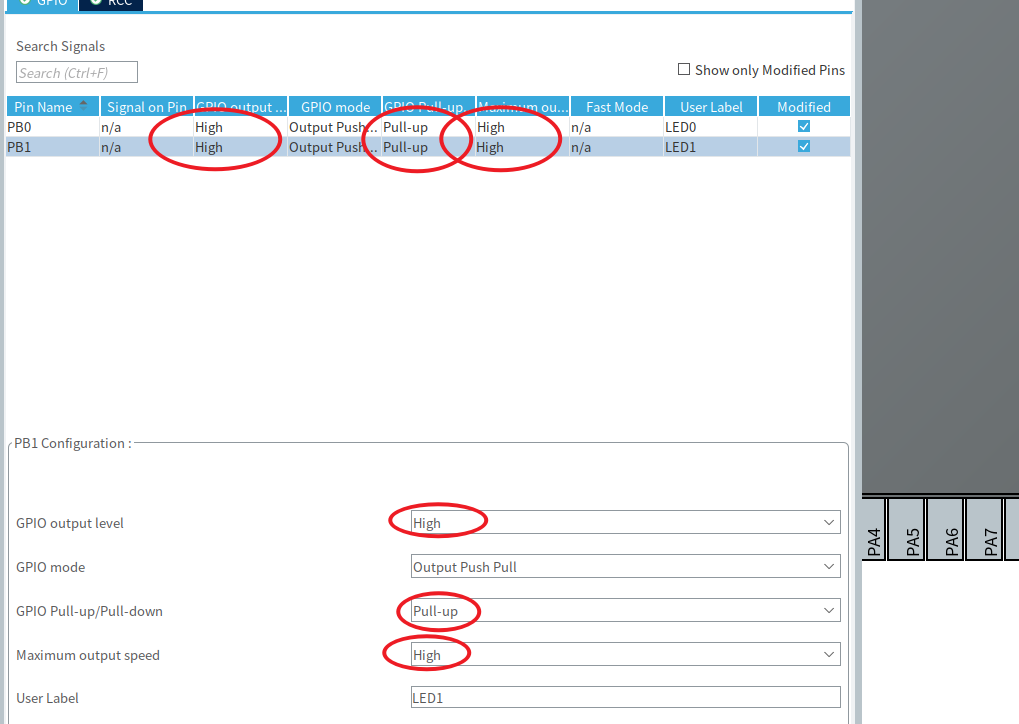 GPIO RCC
Search Signals
Search (Ctrl+F)
Show only Modified Pins
Pin Name Signal on Pin GPIO output ... GPIO mode GPIO Pull-up... Maximum ou... Fast Mode User Label Modified
PB0 n/a High Output Push... Pull-up High n/a LED0
PB1 n/a High Output Push... Pull-up High n/a LED1
PB1 Configuration :
GPIO output level High
GPIO mode Output Push Pull
GPIO Pull-up/Pull-down Pull-up
Maximum output speed High
User Label LED1
PA4 PA5 PA6 PA7